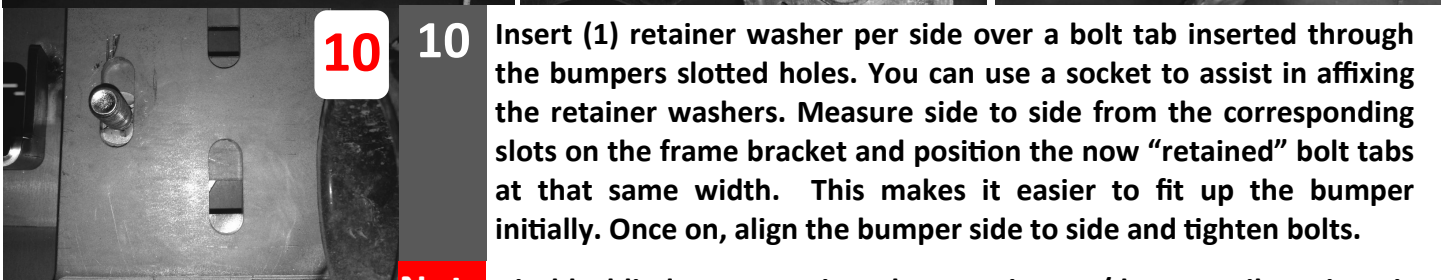 10
10
Insert (1) retainer washer per side over a bolt tab inserted through
the bumpers slotted holes. You can use a socket to assist in affixing
the retainer washers. Measure side to side from the corresponding
slots on the frame bracket and position the now “retained” bolt tabs
at that same width. This makes it easier to fit up the bumper
initially. Once on, align the bumper side to side and tighten bolts.